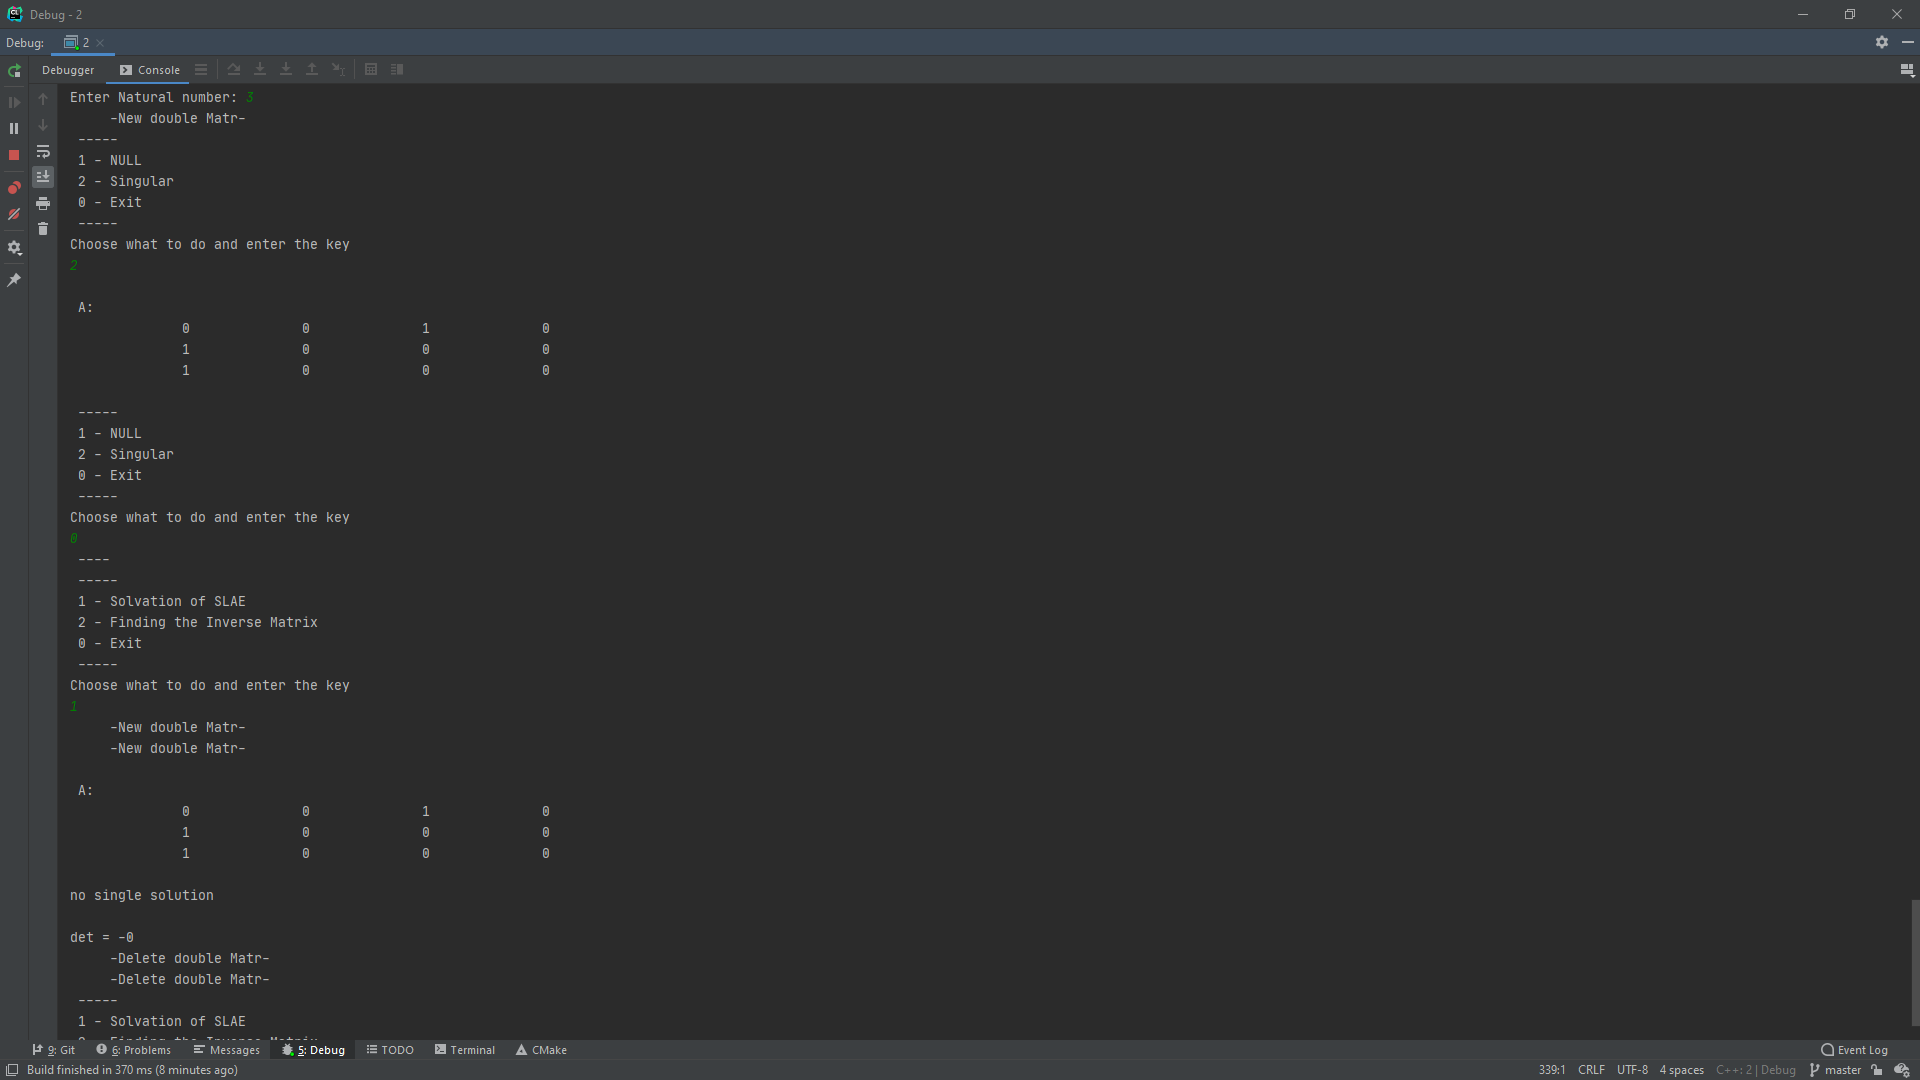 Debug - 2
Debug: 2
Debugger Console
Enter Natural number: 3
-New double Matr-
-----
1 - NULL
2 - Singular
0 - Exit
-----
Choose what to do and enter the key
2
A:
0 0 1 0
1 0 0 0
1 0 0 0
-----
1 - NULL
2 - Singular
0 - Exit
-----
Choose what to do and enter the key
0
----
-----
1 - Solvation of SLAE
2 - Finding the Inverse Matrix
0 - Exit
-----
Choose what to do and enter the key
1
-New double Matr-
-New double Matr-
A:
0 0 1 0
1 0 0 0
1 0 0 0
no single solution
det = -0
-Delete double Matr-
-Delete double Matr-
-----
1 - Solvation of SLAE
2 - Finding the Inverse Matrix
9: Git 6: Problems Messages 5: Debug TODO Terminal CMake Event Log
Build finished in 370 ms (8 minutes ago) 339:1 CRLF UTF-8 4 spaces C++: 2 | Debug master